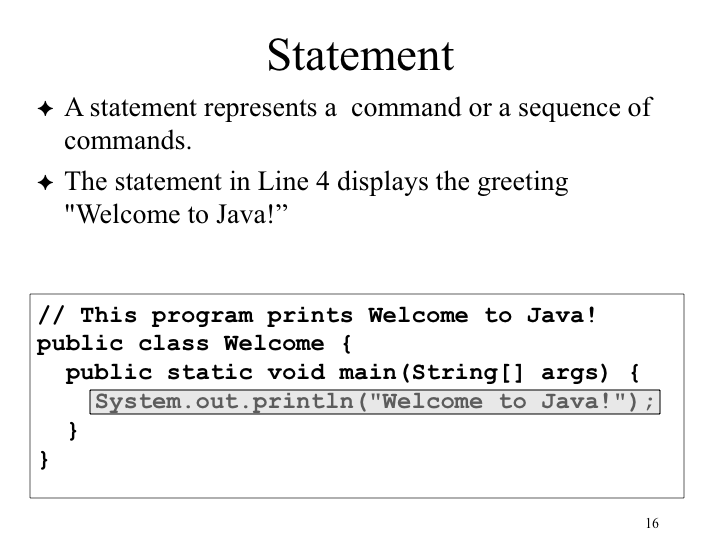 Statement
✦ A statement represents a  command or a sequence of
commands.
✦ The statement in Line 4 displays the greeting
"Welcome to Java!”
// This program prints Welcome to Java!
public class Welcome {
  public static void main(String[] args) {
    System.out.println("Welcome to Java!");
  }
}
16